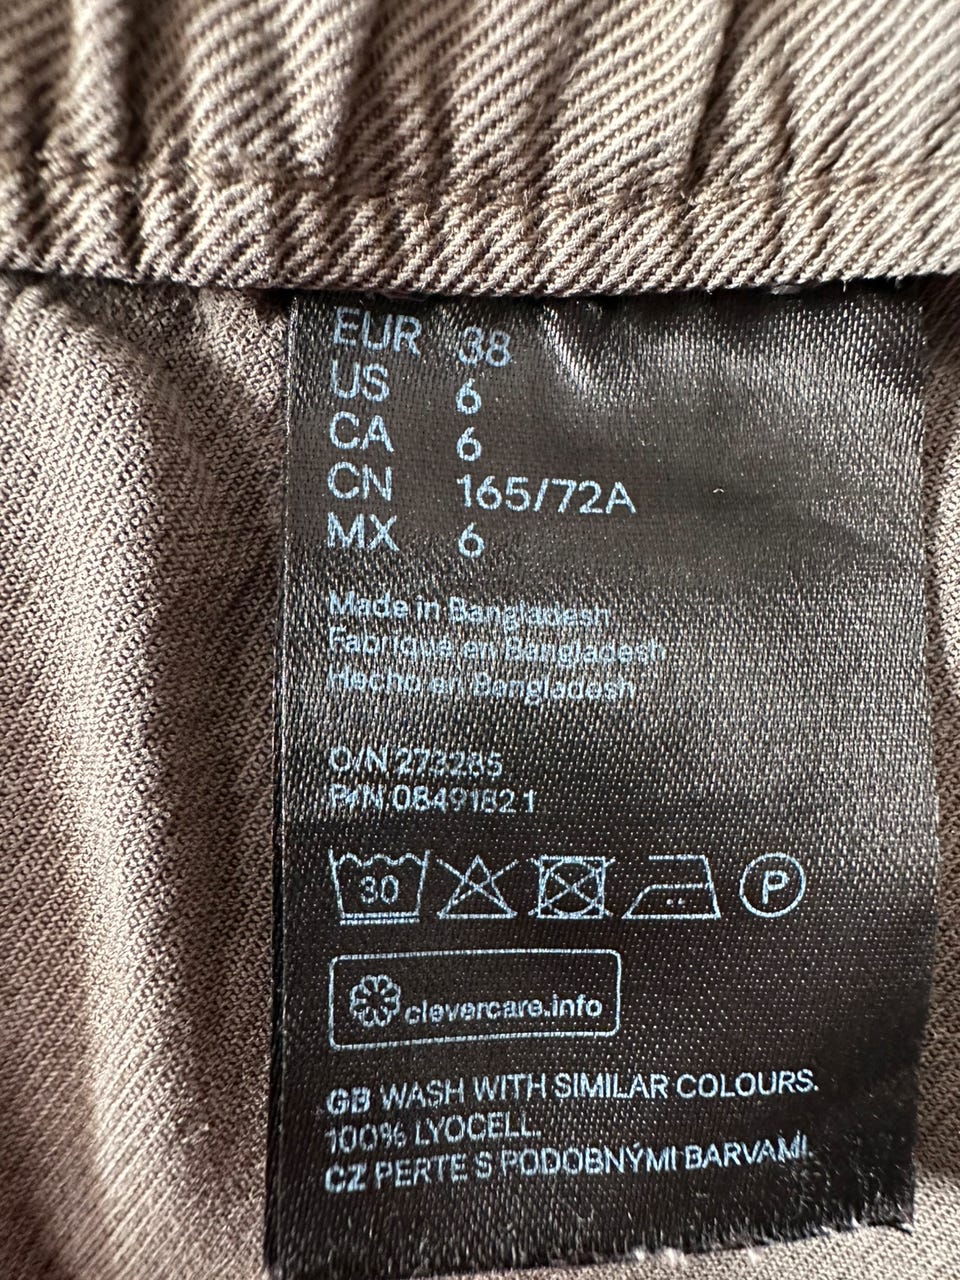 EUR 38
US 6
CA 6
CN 165/72A
MX 6
Made in Bangladesh
Fabriqué en Bangladesh
Hecho en Bangladesh
O/N 273285
P/N 0849182 1
30
P
clevercare.info
GB WASH WITH SIMILAR COLOURS.
100% LYOCELL.
CZ PERTE S PODOBNÝMI BARVAMI.